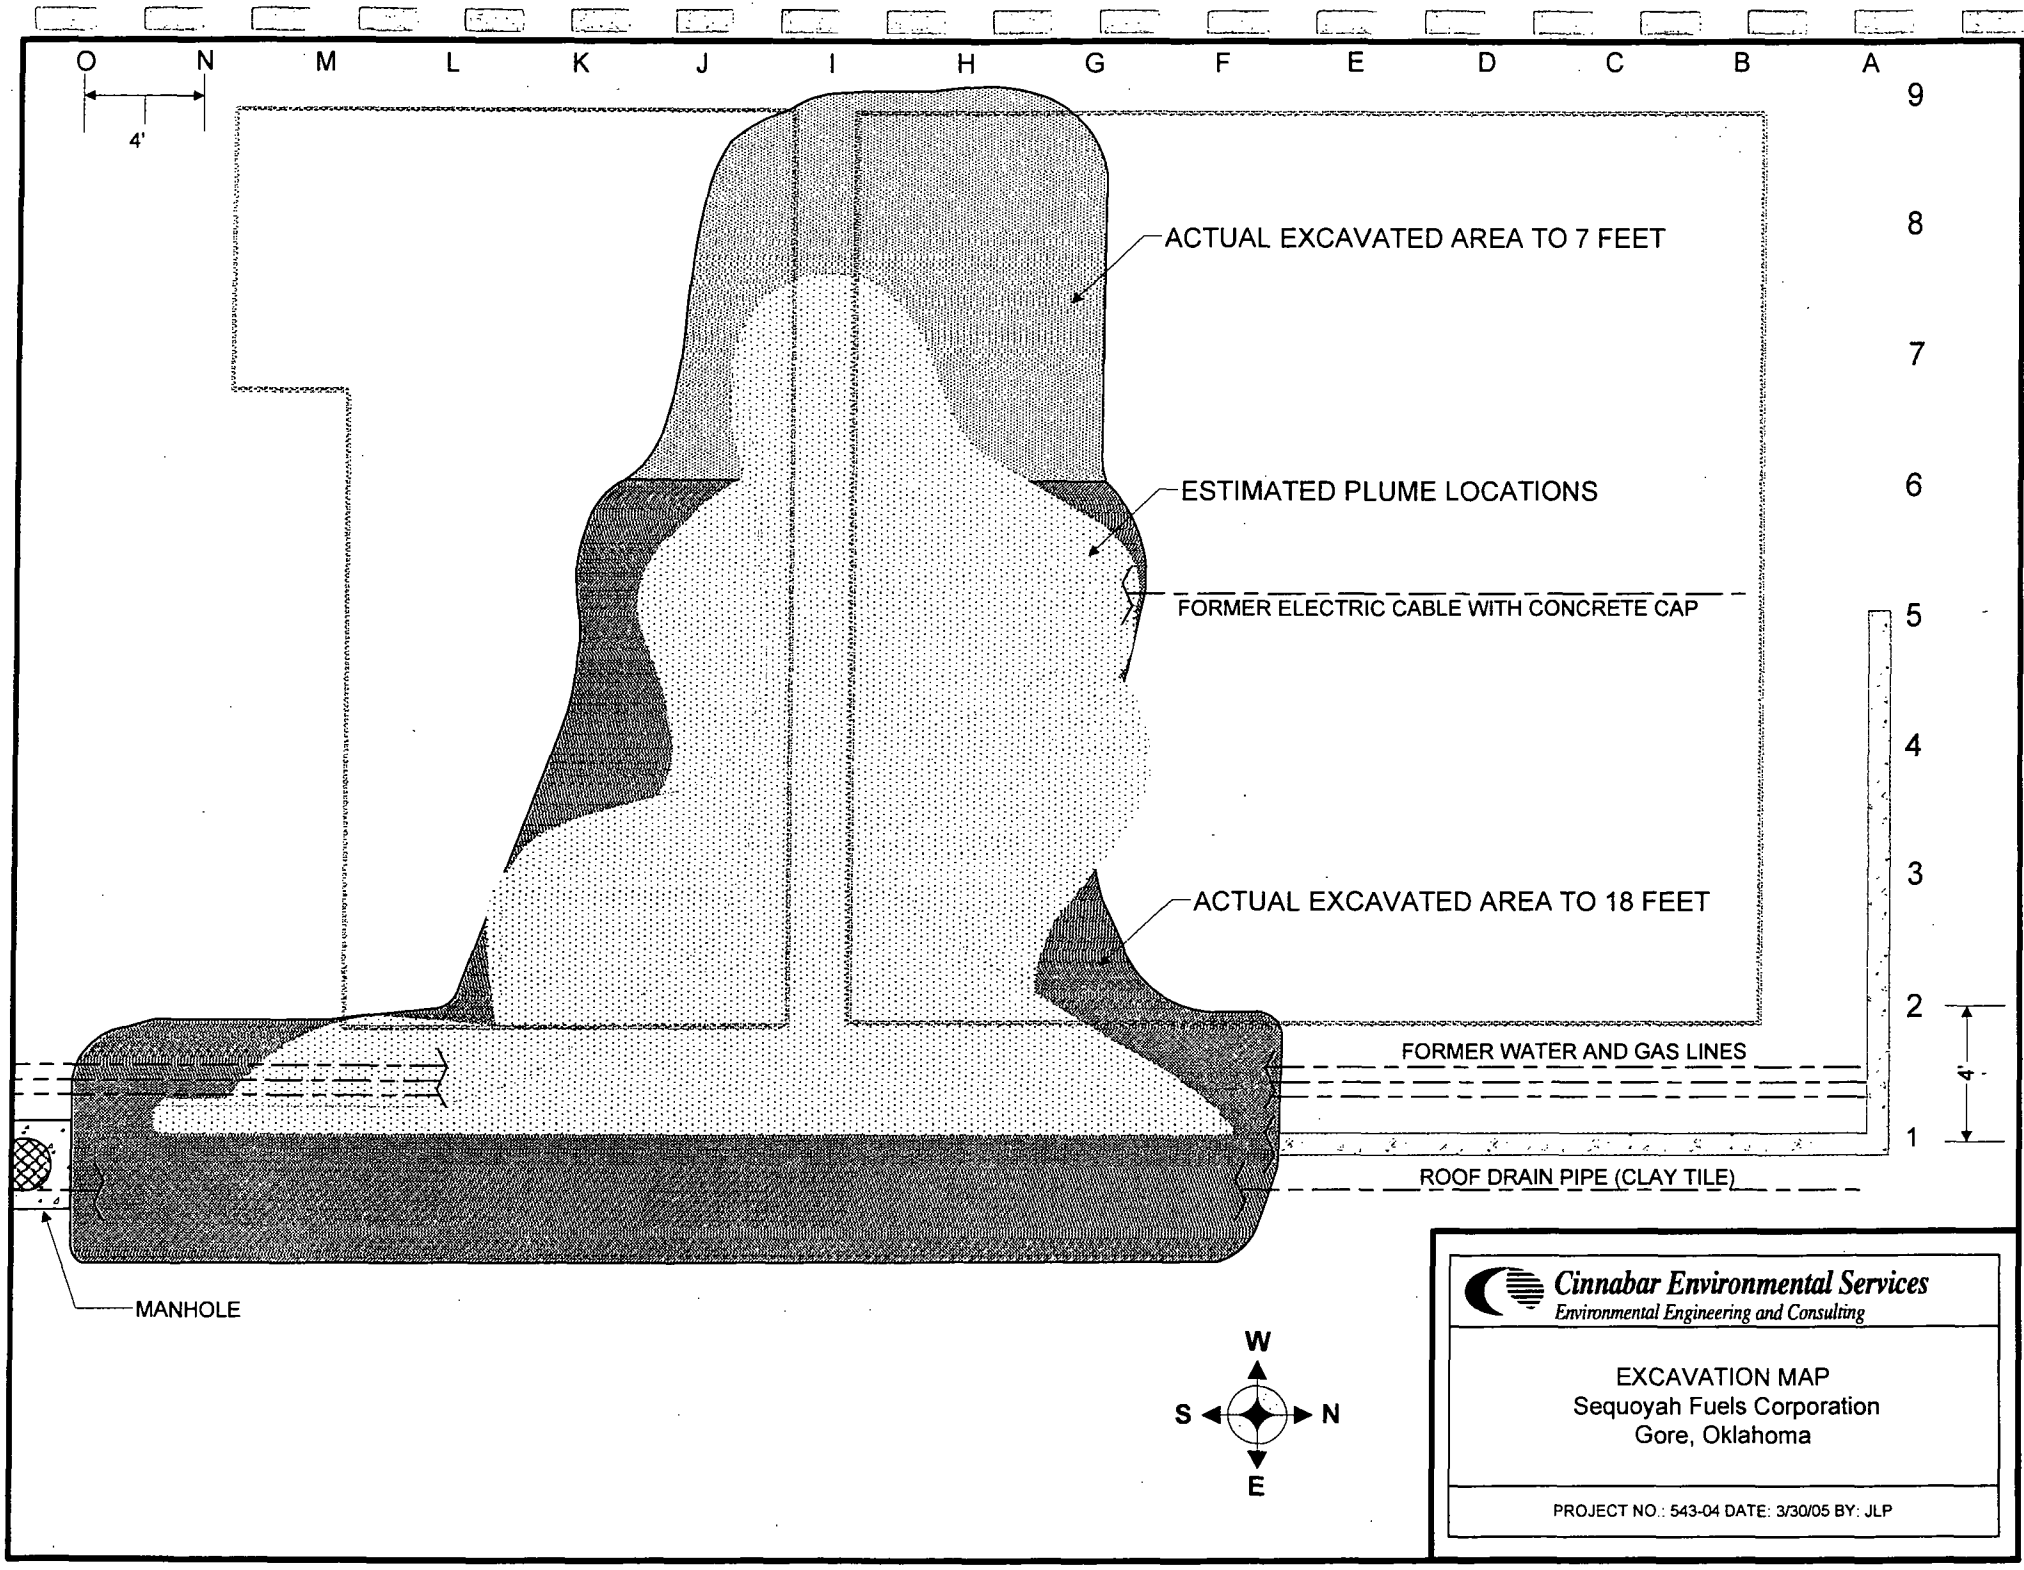 O N M L K J I H G F E D C B A
9
4'
8
ACTUAL EXCAVATED AREA TO 7 FEET
7
6
ESTIMATED PLUME LOCATIONS
FORMER ELECTRIC CABLE WITH CONCRETE CAP
5
4
3
ACTUAL EXCAVATED AREA TO 18 FEET
2
FORMER WATER AND GAS LINES
4'
1
ROOF DRAIN PIPE (CLAY TILE)
MANHOLE
W
S N
E
Cinnabar Environmental Services
Environmental Engineering and Consulting
EXCAVATION MAP
Sequoyah Fuels Corporation
Gore, Oklahoma
PROJECT NO.: 543-04 DATE: 3/30/05 BY: JLP